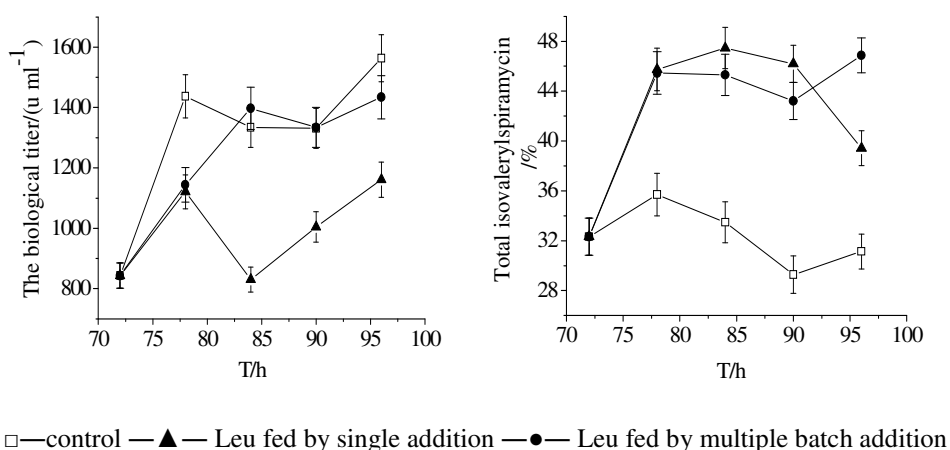 The biological titer/(u ml⁻¹)
1600
1400
1200
1000
800
70 75 80 85 90 95 100
T/h
Total isovalerylspiramycin
/%
48
44
40
36
32
28
70 75 80 85 90 95 100
T/h
□—control —▲— Leu fed by single addition —●— Leu fed by multiple batch addition